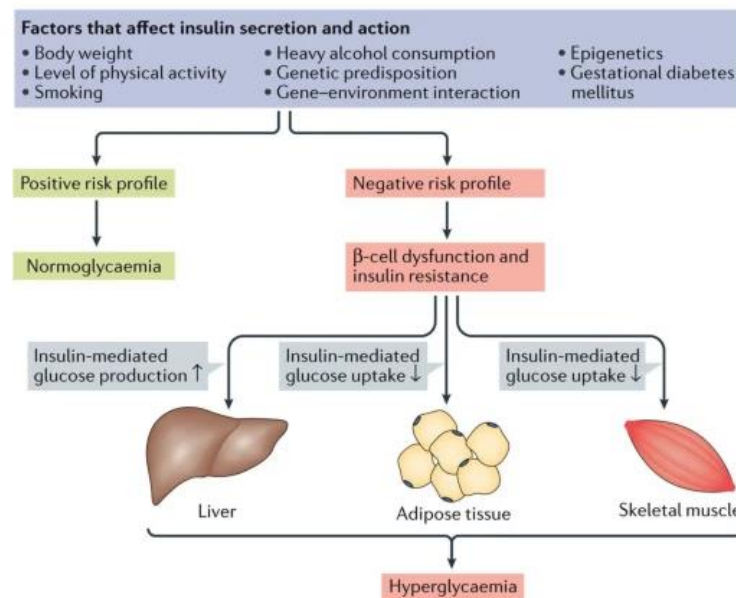 Factors that affect insulin secretion and action
• Body weight
• Level of physical activity
• Smoking
• Heavy alcohol consumption
• Genetic predisposition
• Gene–environment interaction
• Epigenetics
• Gestational diabetes
mellitus
Positive risk profile
Negative risk profile
Normoglycaemia
β-cell dysfunction and
insulin resistance
Insulin-mediated
glucose production ↑
Insulin-mediated
glucose uptake ↓
Insulin-mediated
glucose uptake ↓
Liver
Adipose tissue
Skeletal muscle
Hyperglycaemia